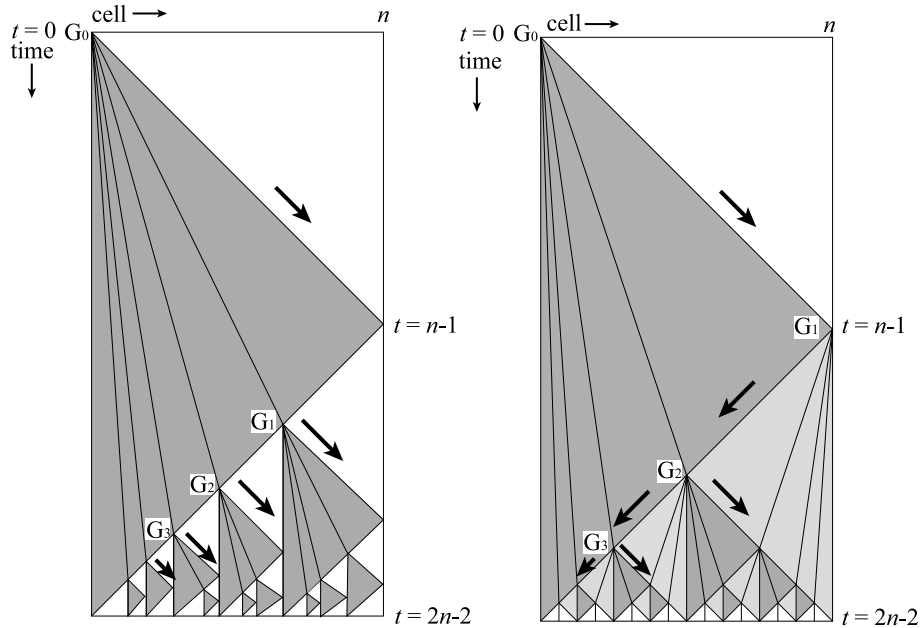 cell
n
t = 0 G₀
time
t = n-1
G₁
G₂
G₃
t = 2n-2
cell
n
t = 0 G₀
time
G₁
t = n-1
G₂
G₃
t = 2n-2